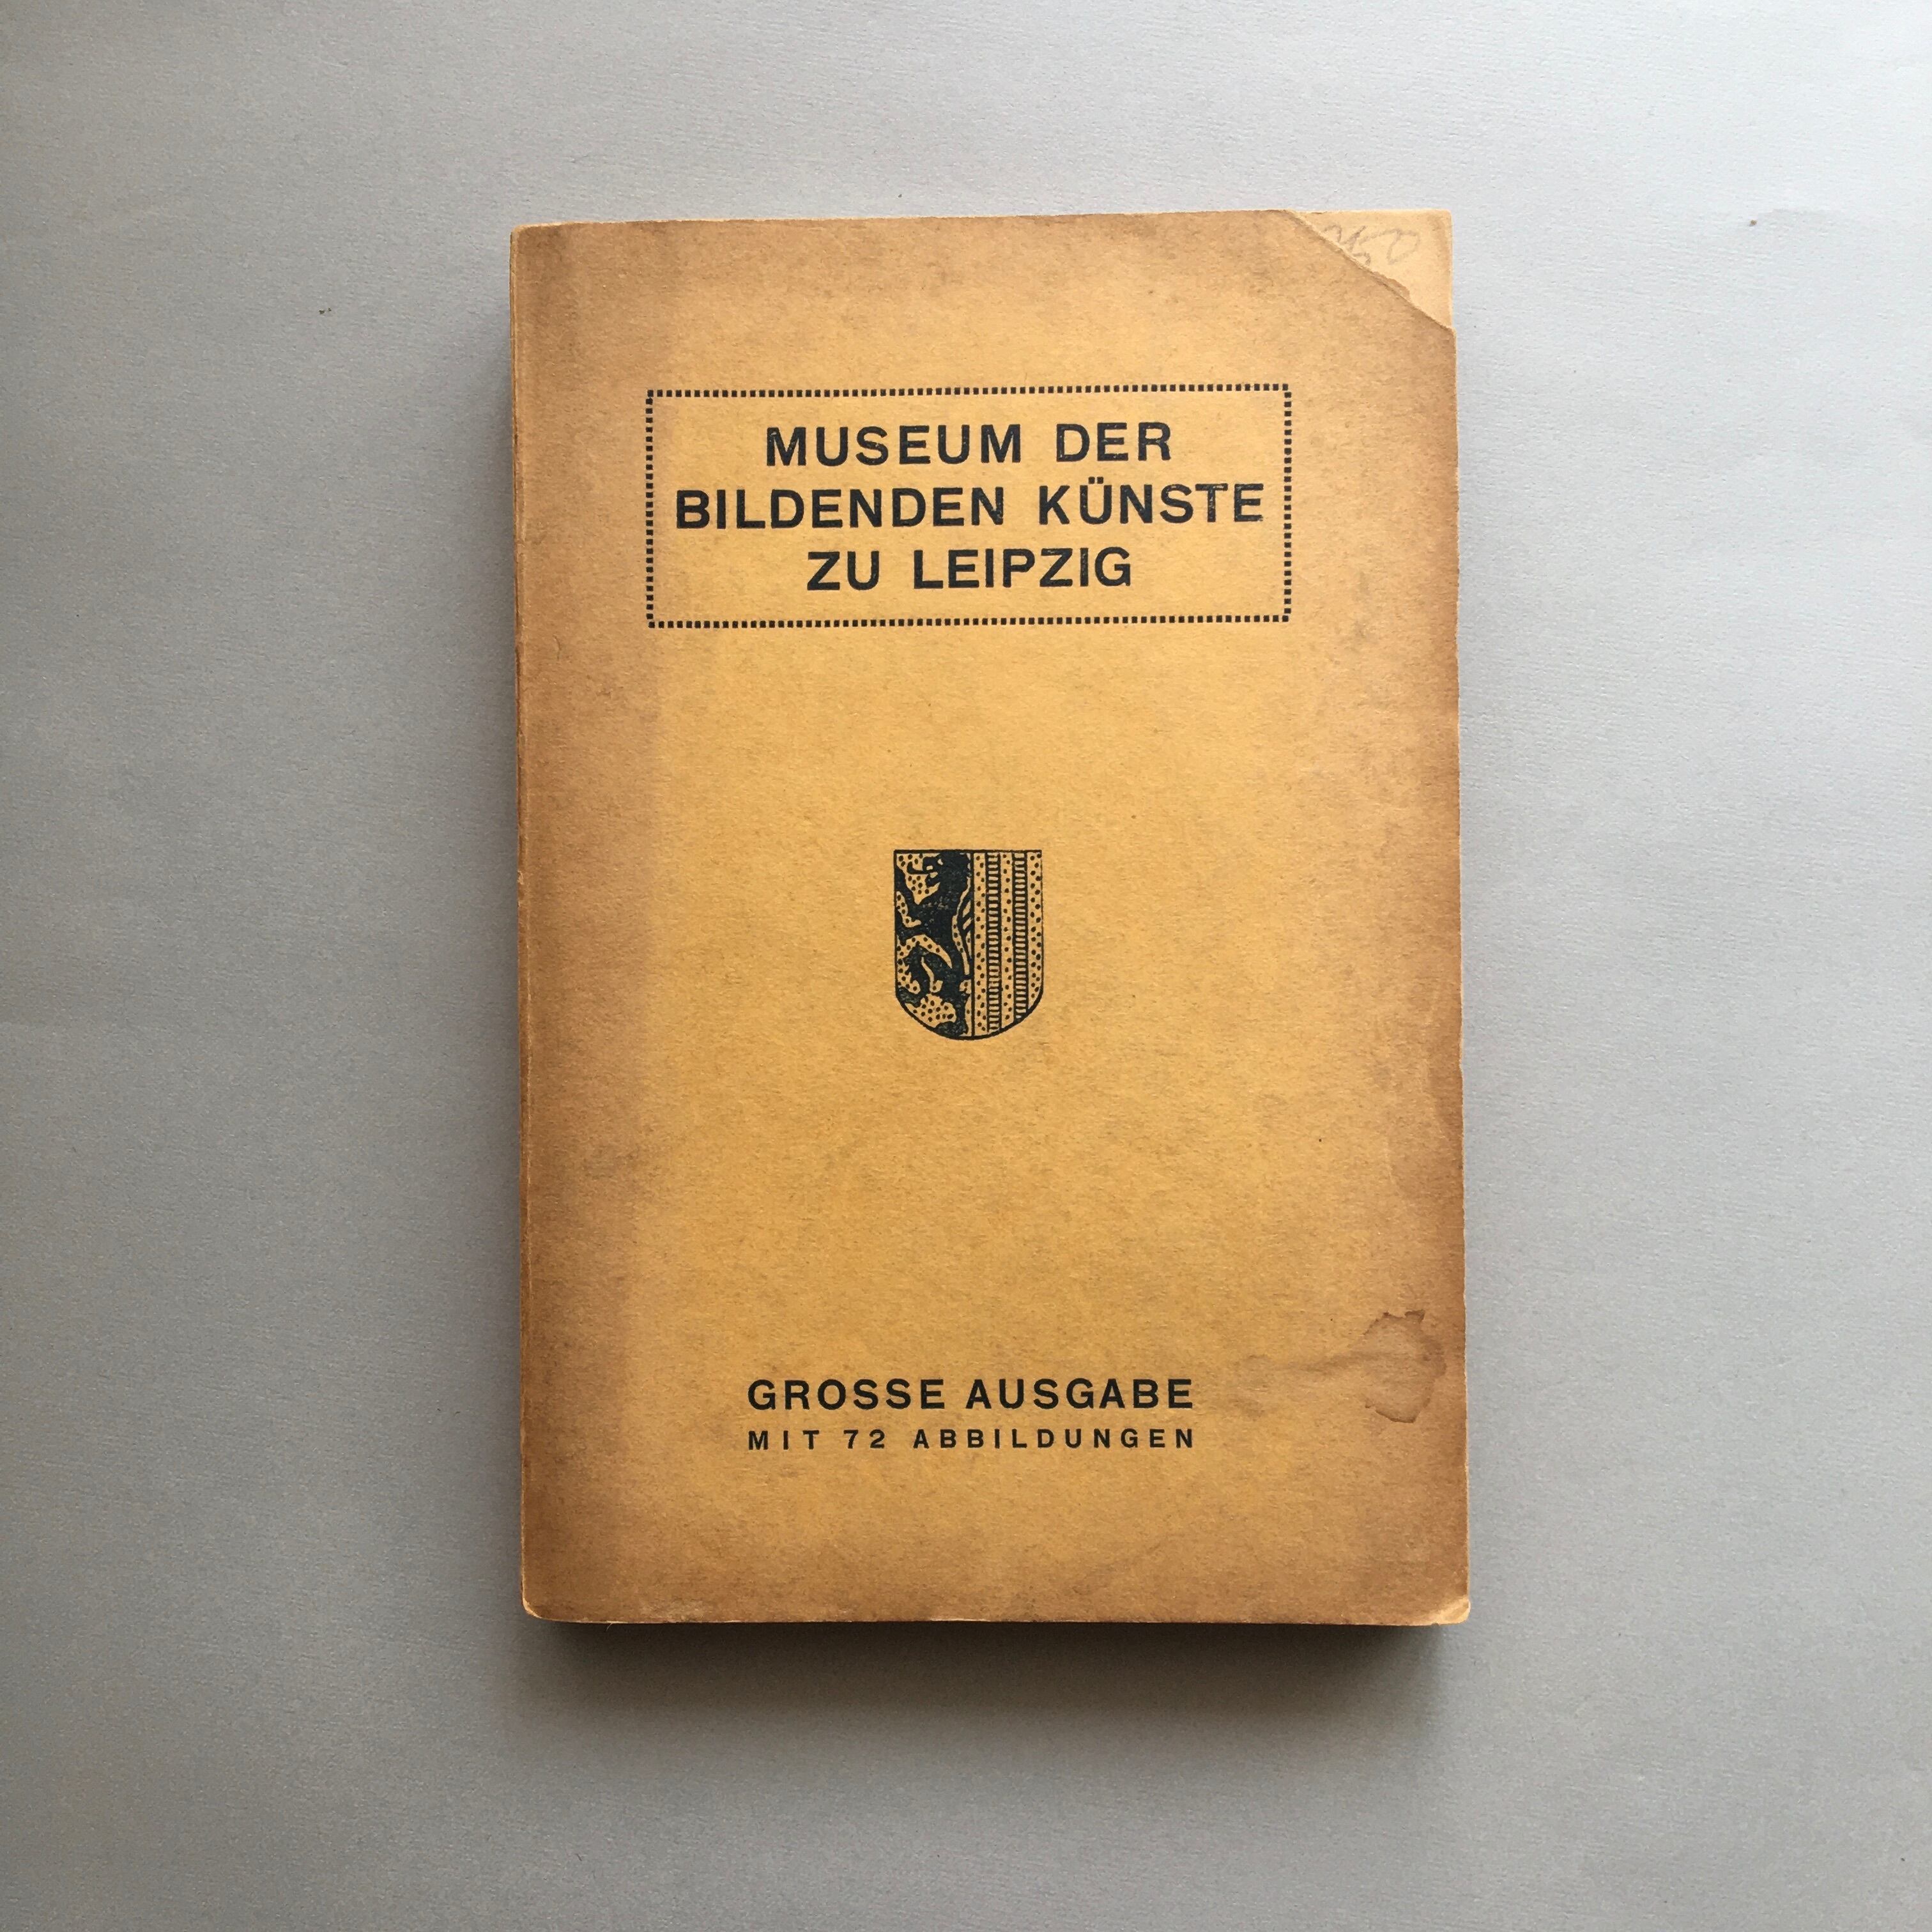 MUSEUM DER
BILDENDEN KÜNSTE
ZU LEIPZIG
GROSSE AUSGABE
MIT 72 ABBILDUNGEN